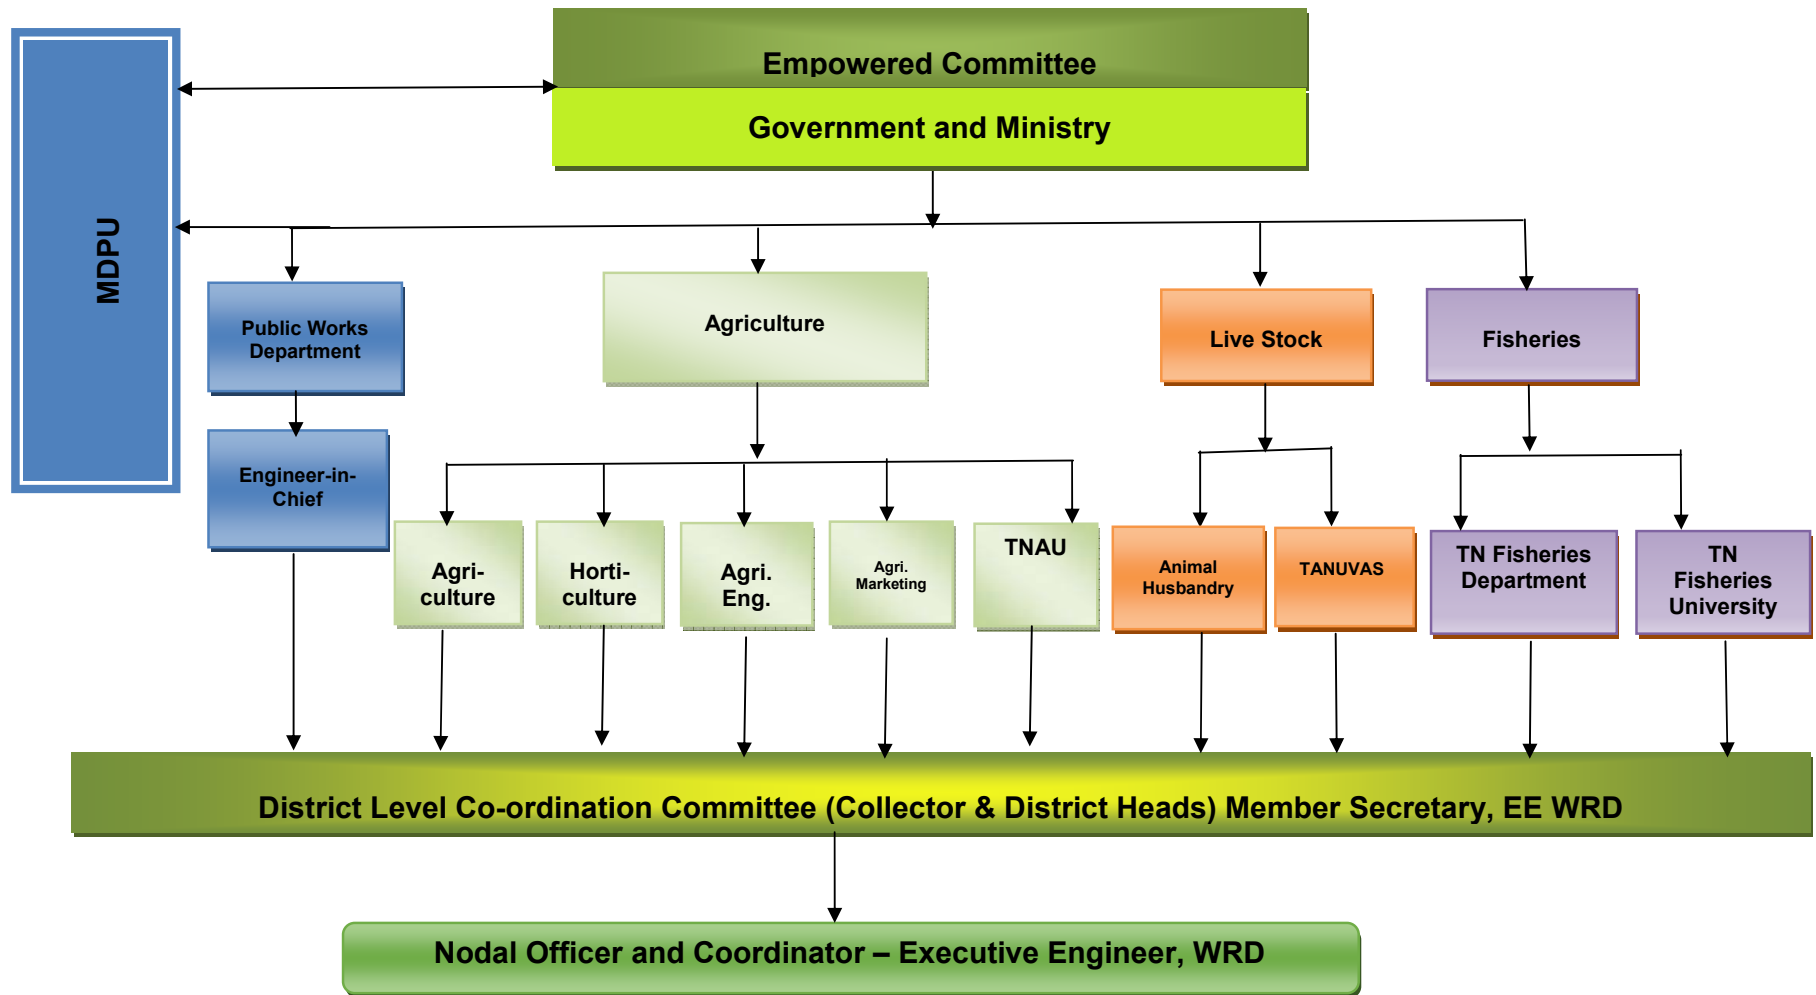 Empowered Committee
Government and Ministry
MDPU
Public Works
Department
Agriculture
Live Stock
Fisheries
Engineer-in-
Chief
Agri-
culture
Horti-
culture
Agri.
Eng.
Agri.
Marketing
TNAU
Animal
Husbandry
TANUVAS
TN Fisheries
Department
TN
Fisheries
University
District Level Co-ordination Committee (Collector & District Heads) Member Secretary, EE WRD
Nodal Officer and Coordinator – Executive Engineer, WRD